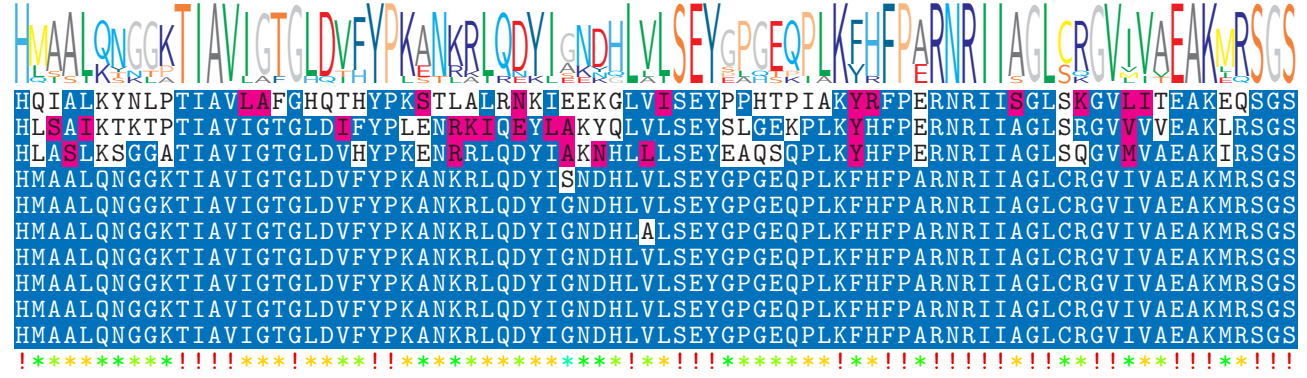 HMAALQNGGKTIAVIGTGLDVFYPKANKRLQDYIGNDHLVLSEYGPGEQPLKFHFPARNRIIAGLCRGVIVAEAKMRSGS
HQIALKYNLPTIAVLAFGHQTHYPKSTLALRNKIEEKGLVISEYPPHTPIAKYRFPERNRIISGLSKGVLITEAKEQSGS
HLSAIKTKTPTIAVIGTGLDIFYPLENRKIQEYLAKYQLVLSEYSLGEKPLKYHFPERNRIIAGLSRGVVVVEAKLRSGS
HLASLKSGGATIAVIGTGLDVHYPKENRRLQDYIAKNHLLLSEYEAQSQPLKYHFPERNRIIAGLSQGVMVAEAKIRSGS
HMAALQNGGKTIAVIGTGLDVFYPKANKRLQDYISNDHLVLSEYGPGEQPLKFHFPARNRIIAGLCRGVIVAEAKMRSGS
HMAALQNGGKTIAVIGTGLDVFYPKANKRLQDYIGNDHLVLSEYGPGEQPLKFHFPARNRIIAGLCRGVIVAEAKMRSGS
HMAALQNGGKTIAVIGTGLDVFYPKANKRLQDYIGNDHLALSEYGPGEQPLKFHFPARNRIIAGLCRGVIVAEAKMRSGS
HMAALQNGGKTIAVIGTGLDVFYPKANKRLQDYIGNDHLVLSEYGPGEQPLKFHFPARNRIIAGLCRGVIVAEAKMRSGS
HMAALQNGGKTIAVIGTGLDVFYPKANKRLQDYIGNDHLVLSEYGPGEQPLKFHFPARNRIIAGLCRGVIVAEAKMRSGS
HMAALQNGGKTIAVIGTGLDVFYPKANKRLQDYIGNDHLVLSEYGPGEQPLKFHFPARNRIIAGLCRGVIVAEAKMRSGS
!*********!!!!***!****!!**************!**!!!*******!**!!*!!!!!*!!**!!***!!!**!!!